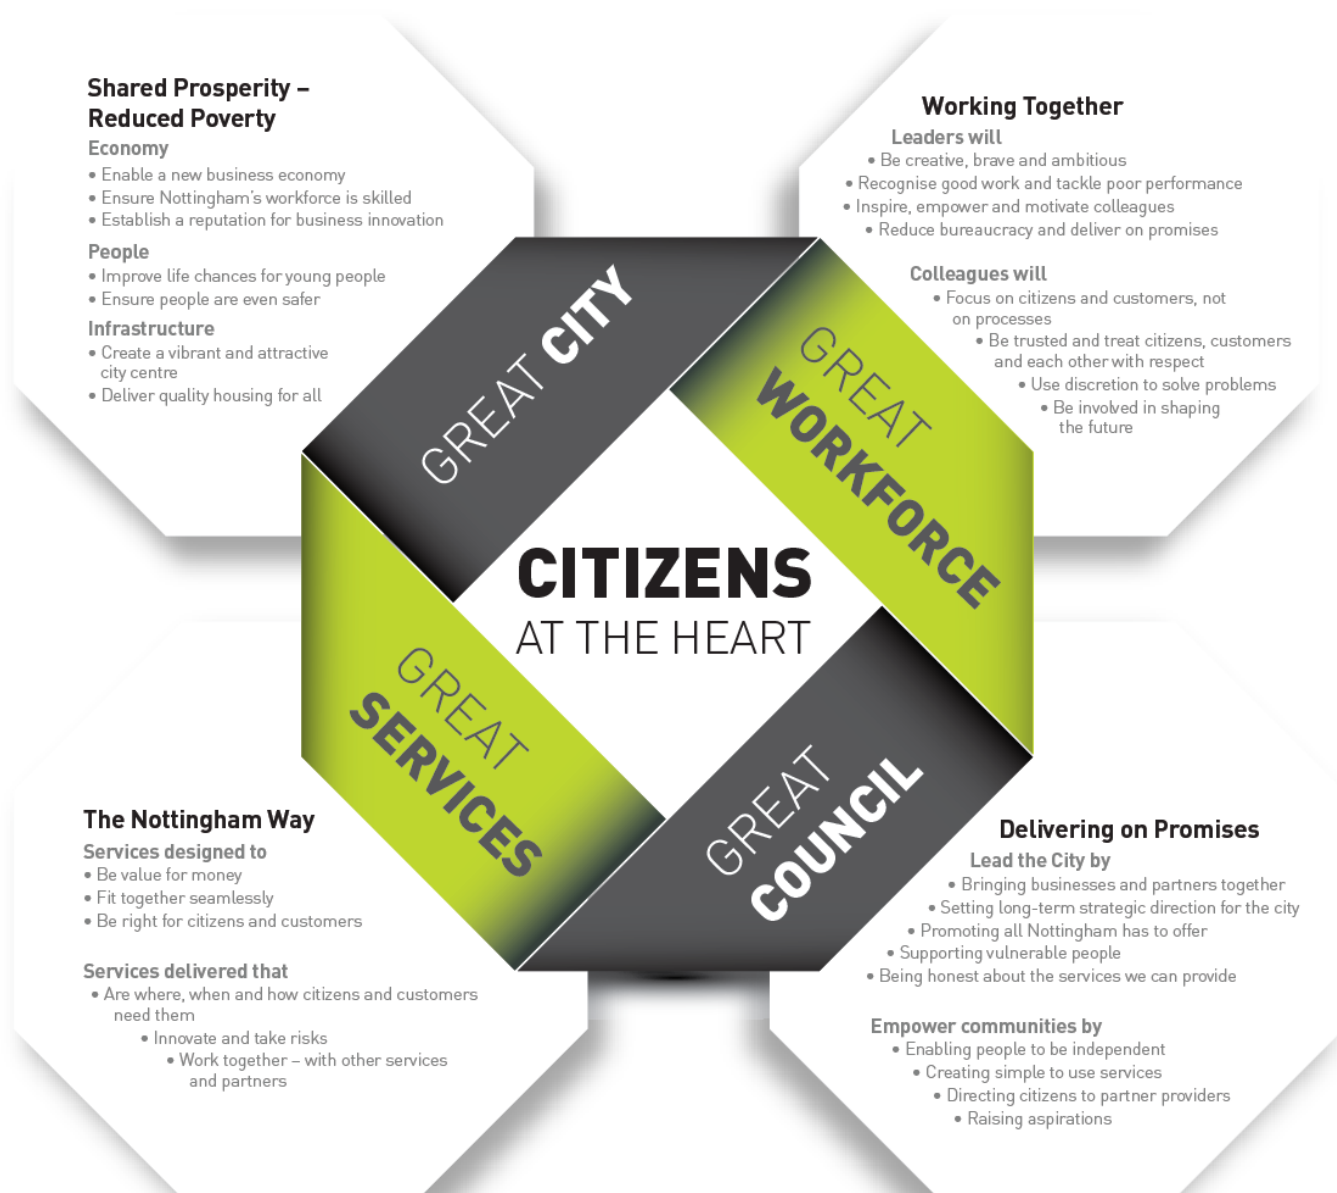 Shared Prosperity –
Reduced Poverty
Economy
• Enable a new business economy
• Ensure Nottingham's workforce is skilled
• Establish a reputation for business innovation
People
• Improve life chances for young people
• Ensure people are even safer
Infrastructure
• Create a vibrant and attractive
city centre
• Deliver quality housing for all
Working Together
Leaders will
• Be creative, brave and ambitious
• Recognise good work and tackle poor performance
• Inspire, empower and motivate colleagues
• Reduce bureaucracy and deliver on promises
Colleagues will
• Focus on citizens and customers, not
on processes
• Be trusted and treat citizens, customers
and each other with respect
• Use discretion to solve problems
• Be involved in shaping
the future
GREAT CITY
GREAT
WORKFORCE
CITIZENS
AT THE HEART
GREAT
SERVICES
GREAT
COUNCIL
The Nottingham Way
Services designed to
• Be value for money
• Fit together seamlessly
• Be right for citizens and customers
Services delivered that
• Are where, when and how citizens and customers
need them
• Innovate and take risks
• Work together – with other services
and partners
Delivering on Promises
Lead the City by
• Bringing businesses and partners together
• Setting long-term strategic direction for the city
• Promoting all Nottingham has to offer
• Supporting vulnerable people
• Being honest about the services we can provide
Empower communities by
• Enabling people to be independent
• Creating simple to use services
• Directing citizens to partner providers
• Raising aspirations